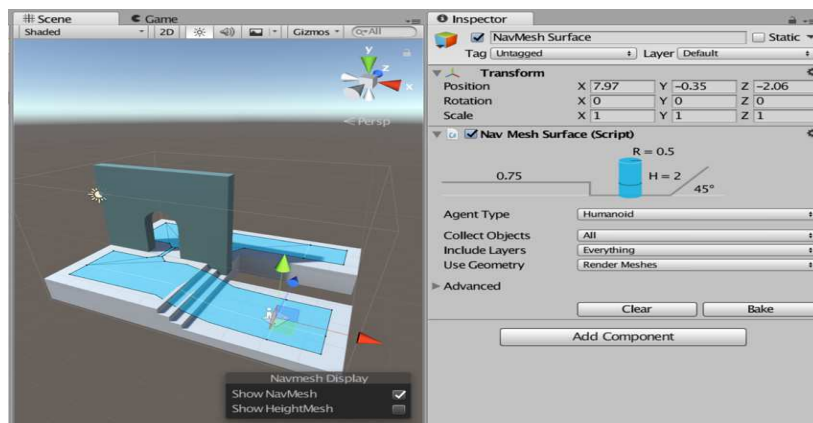 Scene
Game
Shaded
2D
Gizmos
All
y
z
x
Persp
Navmesh Display
Show NavMesh
Show HeightMesh
Inspector
NavMesh Surface
Static
Tag Untagged Layer Default
Transform
Position X 7.97 Y -0.35 Z -2.06
Rotation X 0 Y 0 Z 0
Scale X 1 Y 1 Z 1
Nav Mesh Surface (Script)
R = 0.5
0.75
H = 2
45°
Agent Type Humanoid
Collect Objects All
Include Layers Everything
Use Geometry Render Meshes
Advanced
Clear Bake
Add Component